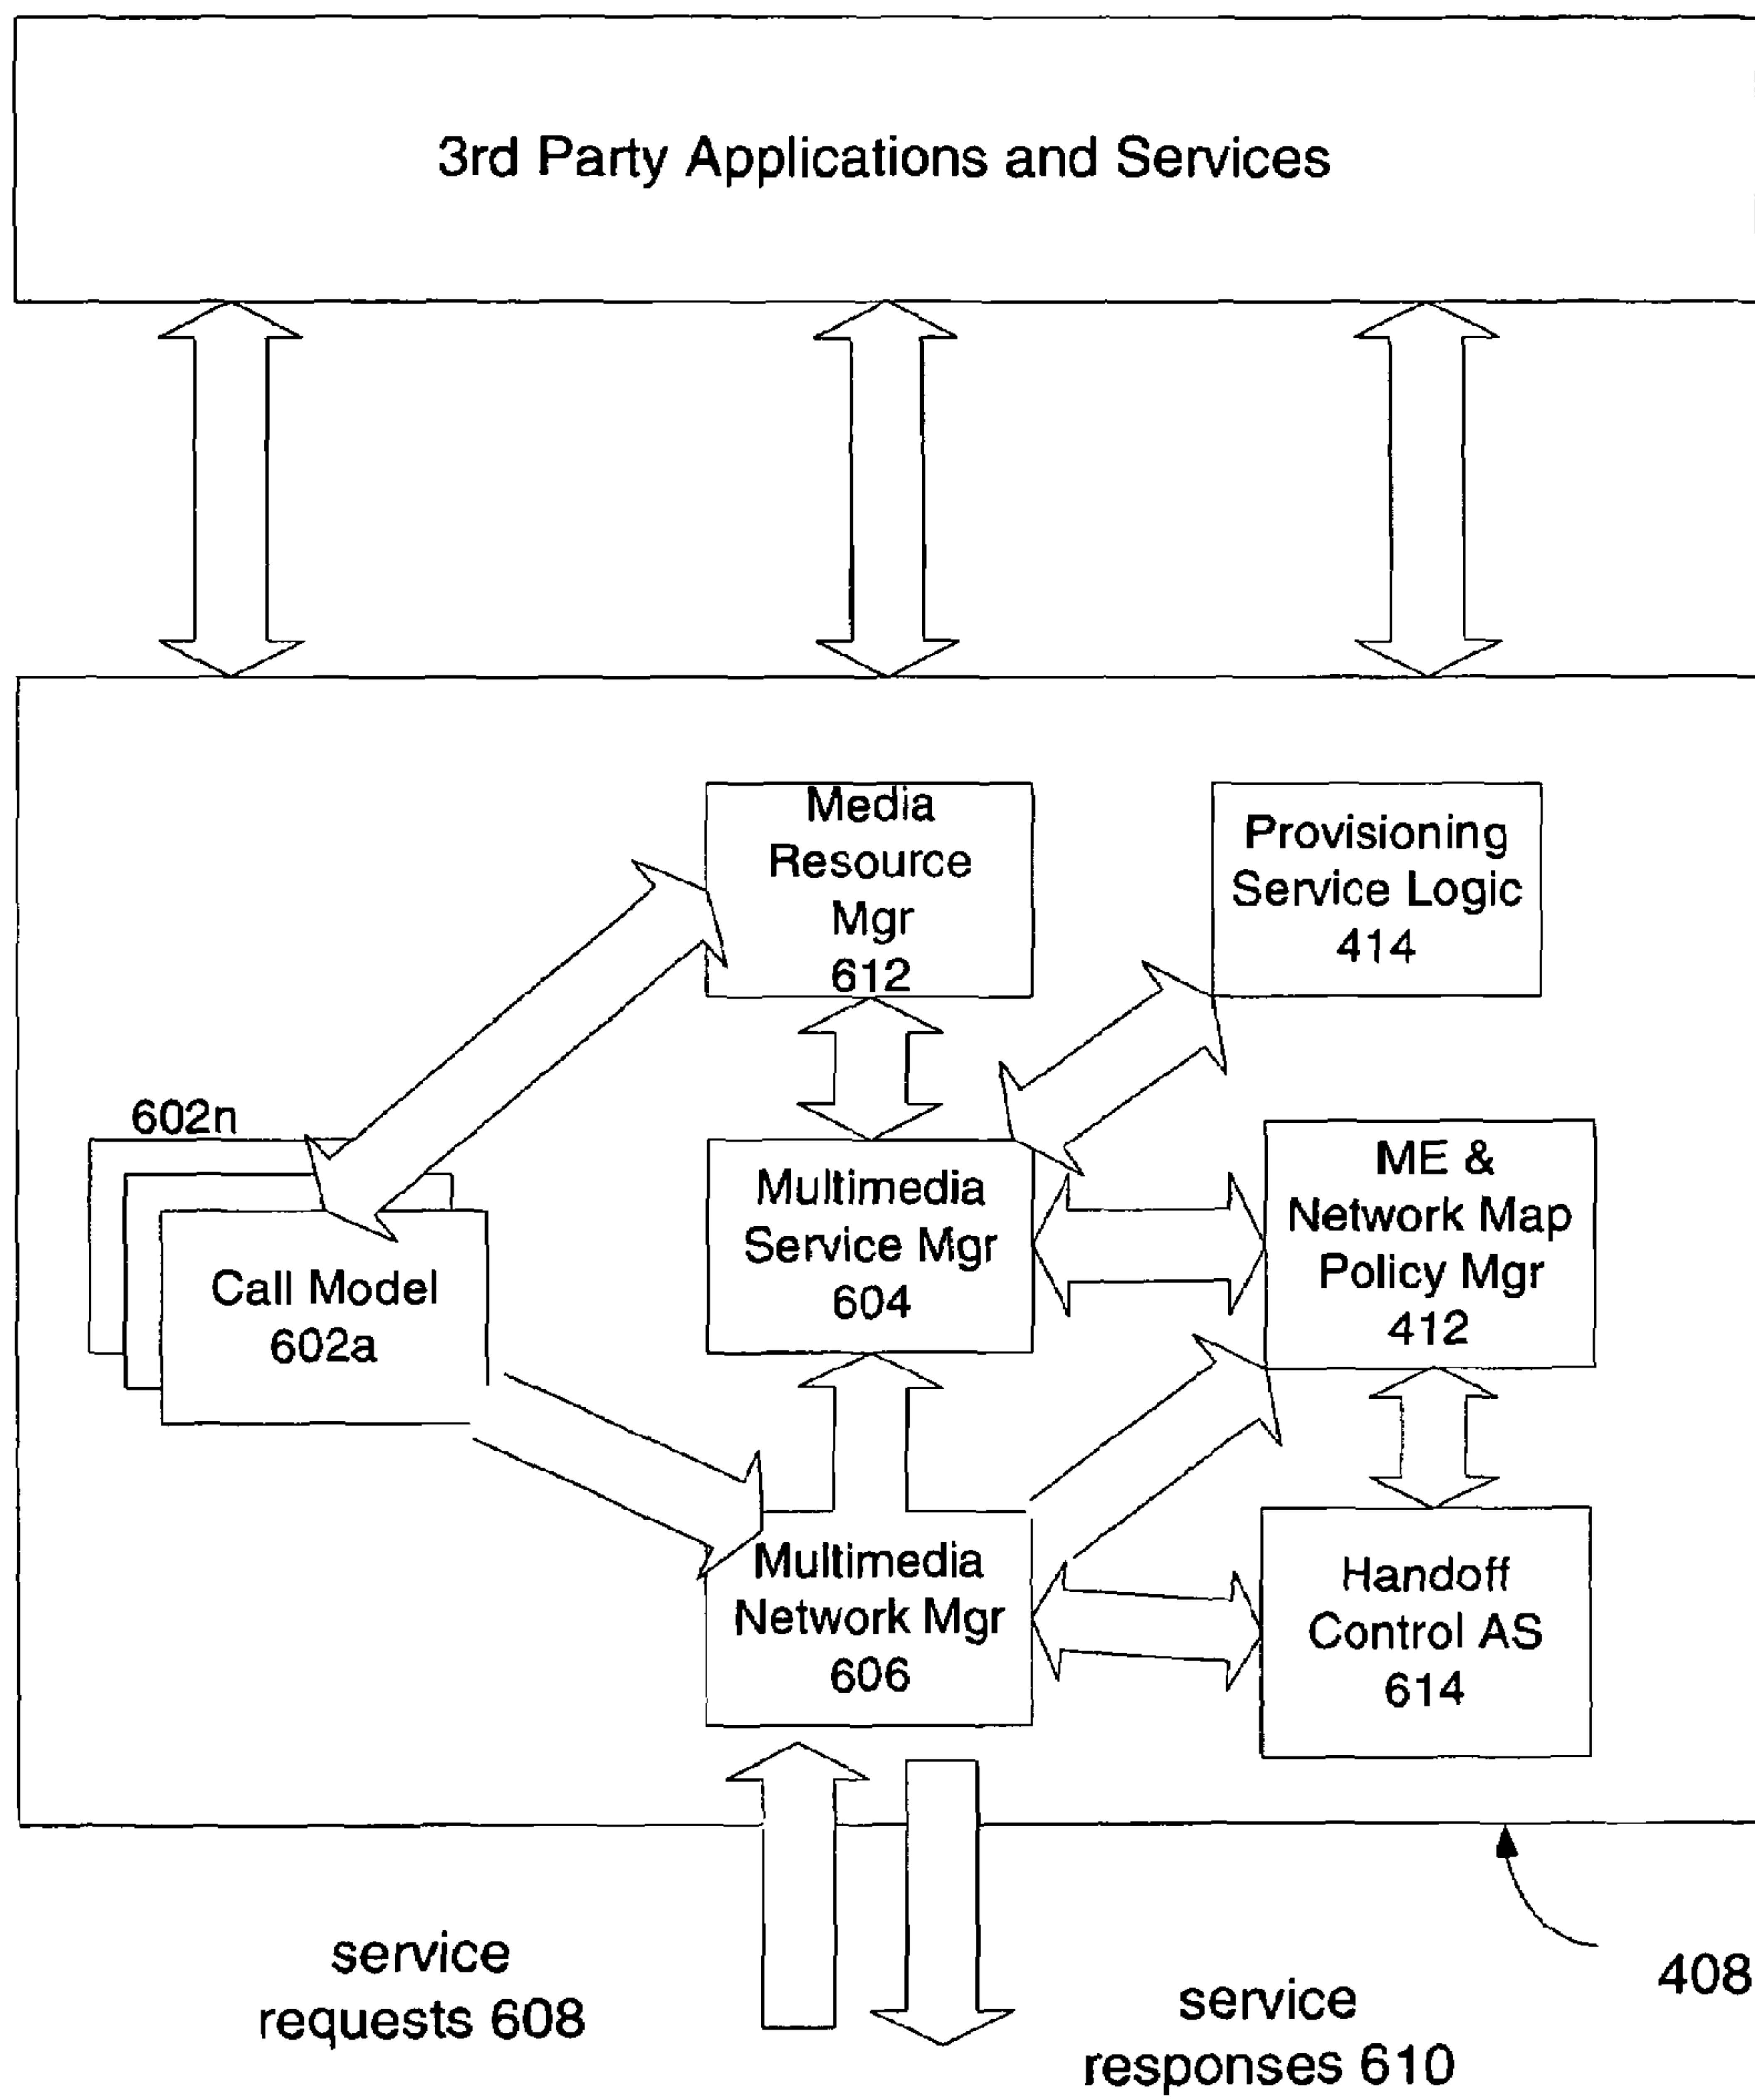 3rd Party Applications and Services
Media
Resource
Mgr
612
Provisioning
Service Logic
414
602n
Call Model
602a
Multimedia
Service Mgr
604
ME &
Network Map
Policy Mgr
412
Multimedia
Network Mgr
606
Handoff
Control AS
614
service
requests 608
service
responses 610
408